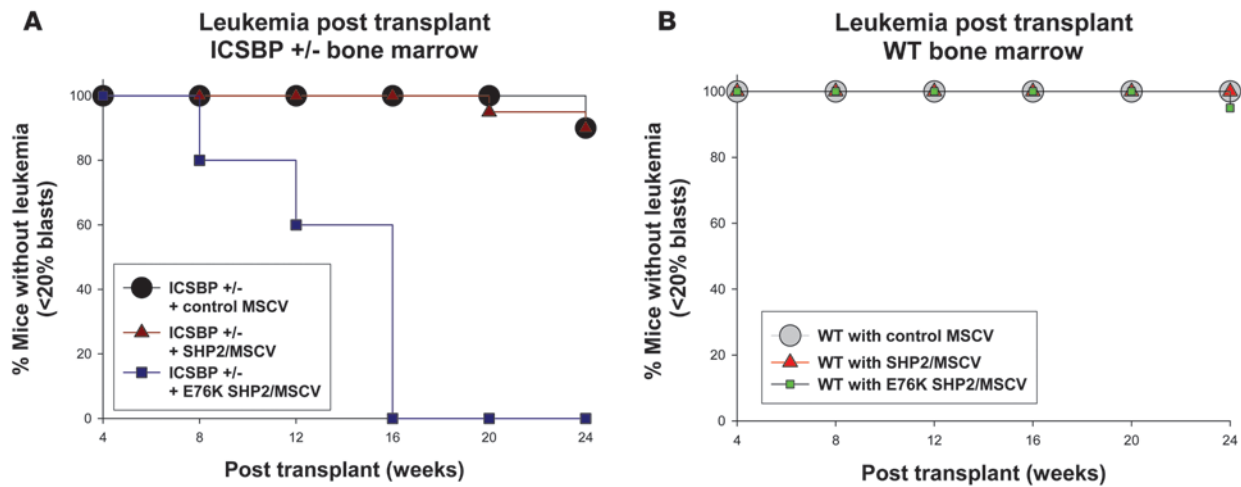 A
Leukemia post transplant
ICSBP +/- bone marrow
% Mice without leukemia
(<20% blasts)
100
80
60
40
20
0
ICSBP +/-
+ control MSCV
ICSBP +/-
+ SHP2/MSCV
ICSBP +/-
+ E76K SHP2/MSCV
4
8
12
16
20
24
Post transplant (weeks)
B
Leukemia post transplant
WT bone marrow
% Mice without leukemia
(<20% blasts)
100
80
60
40
20
0
WT with control MSCV
WT with SHP2/MSCV
WT with E76K SHP2/MSCV
4
8
12
16
20
24
Post transplant (weeks)